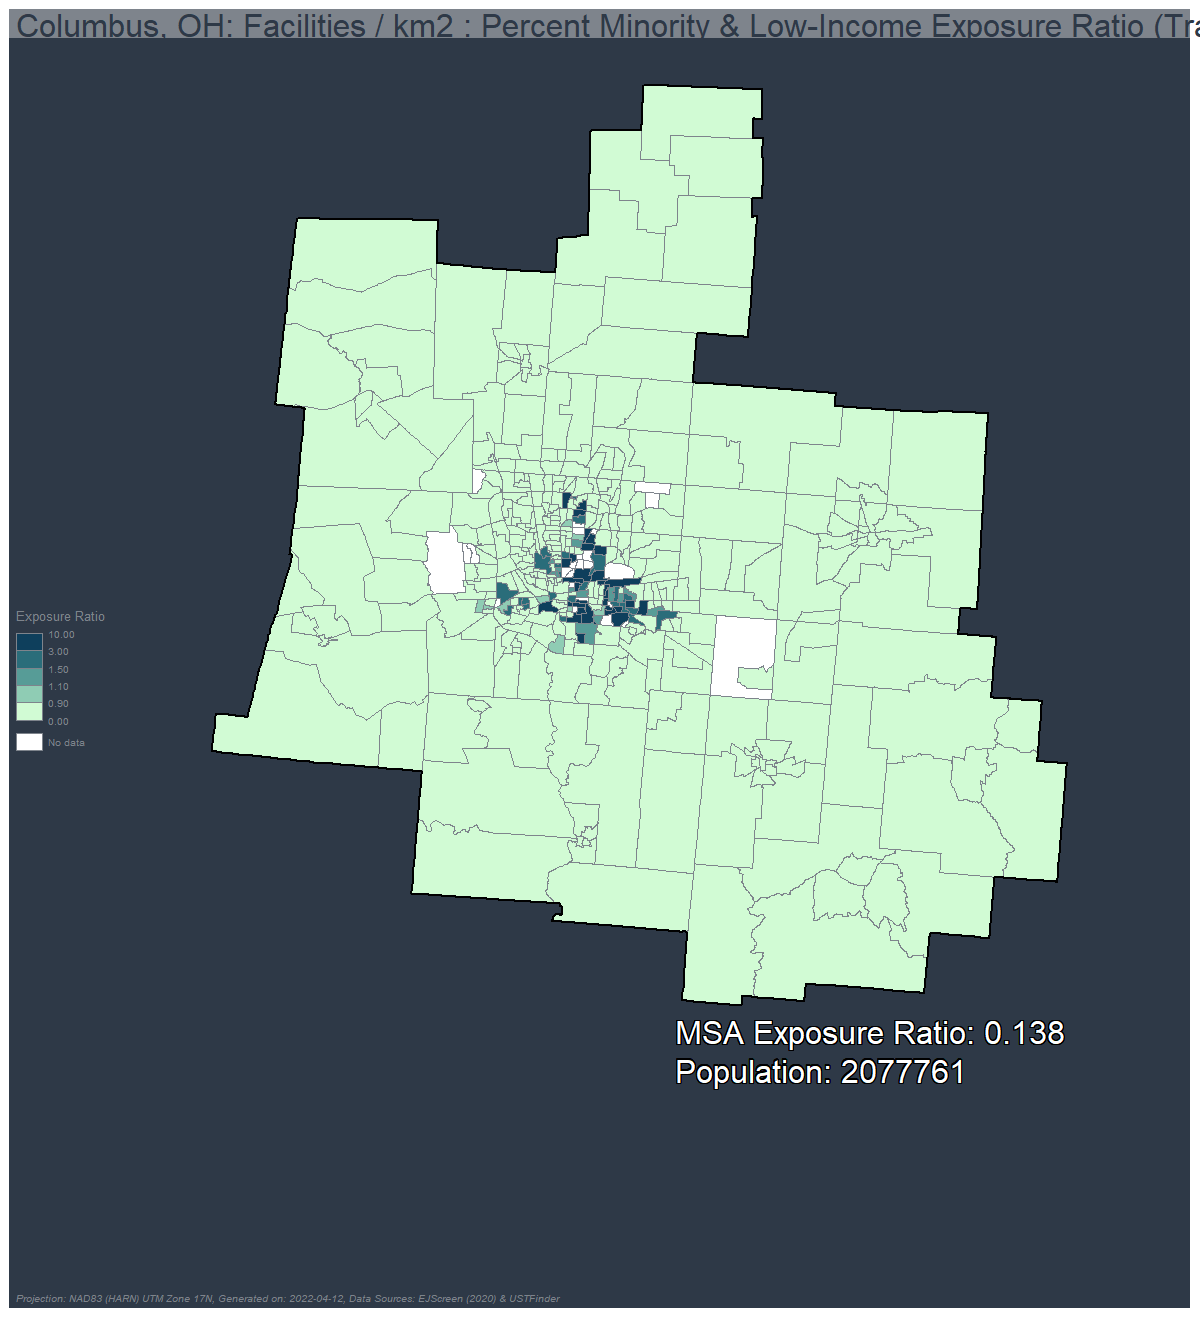 Columbus, OH: Facilities / km2 : Percent Minority & Low-Income Exposure Ratio (Tra
Exposure Ratio
10.00
3.00
1.50
1.10
0.90
0.00
No data
MSA Exposure Ratio: 0.138
Population: 2077761
Projection: NAD83 (HARN) UTM Zone 17N, Generated on: 2022-04-12, Data Sources: EJScreen (2020) & USTFinder